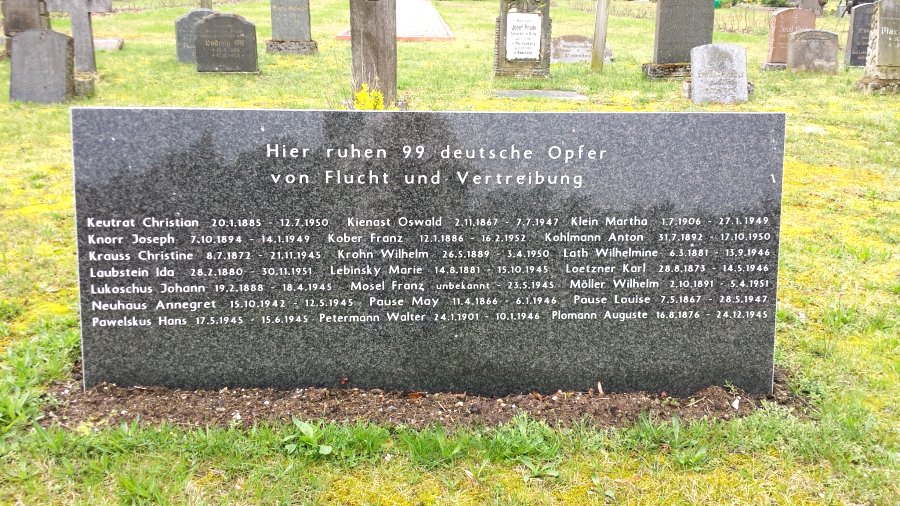 Ludwig
Josef Prade
Hier ruhen 99 deutsche Opfer
von Flucht und Vertreibung
Keutrat Christian 20.1.1885 - 12.7.1950 Kienast Oswald 2.11.1867 - 7.7.1947 Klein Martha 1.7.1906 - 27.1.1949
Knorr Joseph 7.10.1894 - 14.1.1949 Kober Franz 12.1.1886 - 16.2.1952 Kohlmann Anton 31.7.1892 - 17.10.1950
Krauss Christine 8.7.1872 - 21.11.1945 Krohn Wilhelm 26.5.1889 - 5.4.1950 Lath Wilhelmine 6.3.1881 - 13.9.1946
Laubstein Ida 28.2.1880 - 30.11.1951 Lebinsky Marie 14.8.1881 - 15.10.1945 Loetzner Karl 28.8.1873 - 14.5.1946
Lukoschus Johann 19.2.1888 - 18.4.1945 Mosel Franz unbekannt - 23.5.1945 Möller Wilhelm 2.10.1891 - 5.4.1951
Neuhaus Annegret 15.10.1942 - 12.5.1945 Pause May 11.4.1866 - 6.1.1946 Pause Louise 7.5.1867 - 28.5.1947
Pawelskus Hans 17.5.1945 - 15.6.1945 Petermann Walter 24.1.1901 - 10.1.1946 Plomann Auguste 16.8.1876 - 24.12.1945